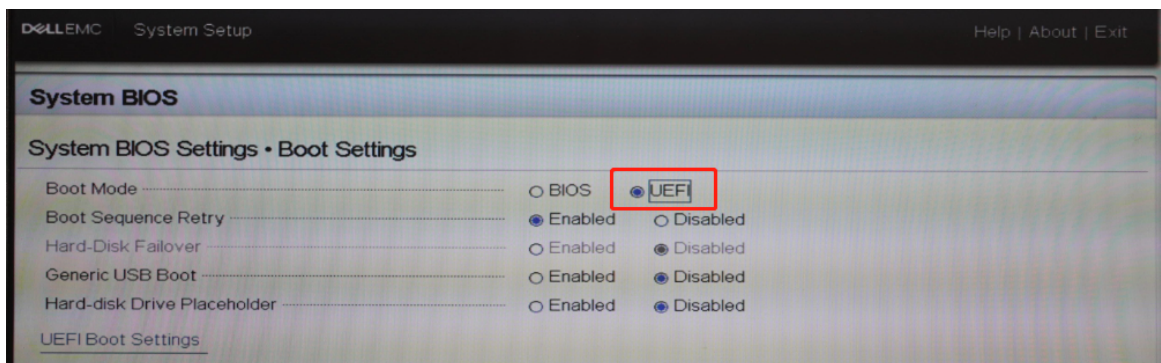 DELLEMC System Setup Help | About | Exit
System BIOS
System BIOS Settings • Boot Settings
Boot Mode BIOS UEFI
Boot Sequence Retry Enabled Disabled
Hard-Disk Failover Enabled Disabled
Generic USB Boot Enabled Disabled
Hard-disk Drive Placeholder Enabled Disabled
UEFI Boot Settings